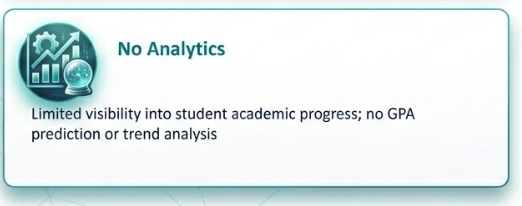 No Analytics
Limited visibility into student academic progress; no GPA
prediction or trend analysis